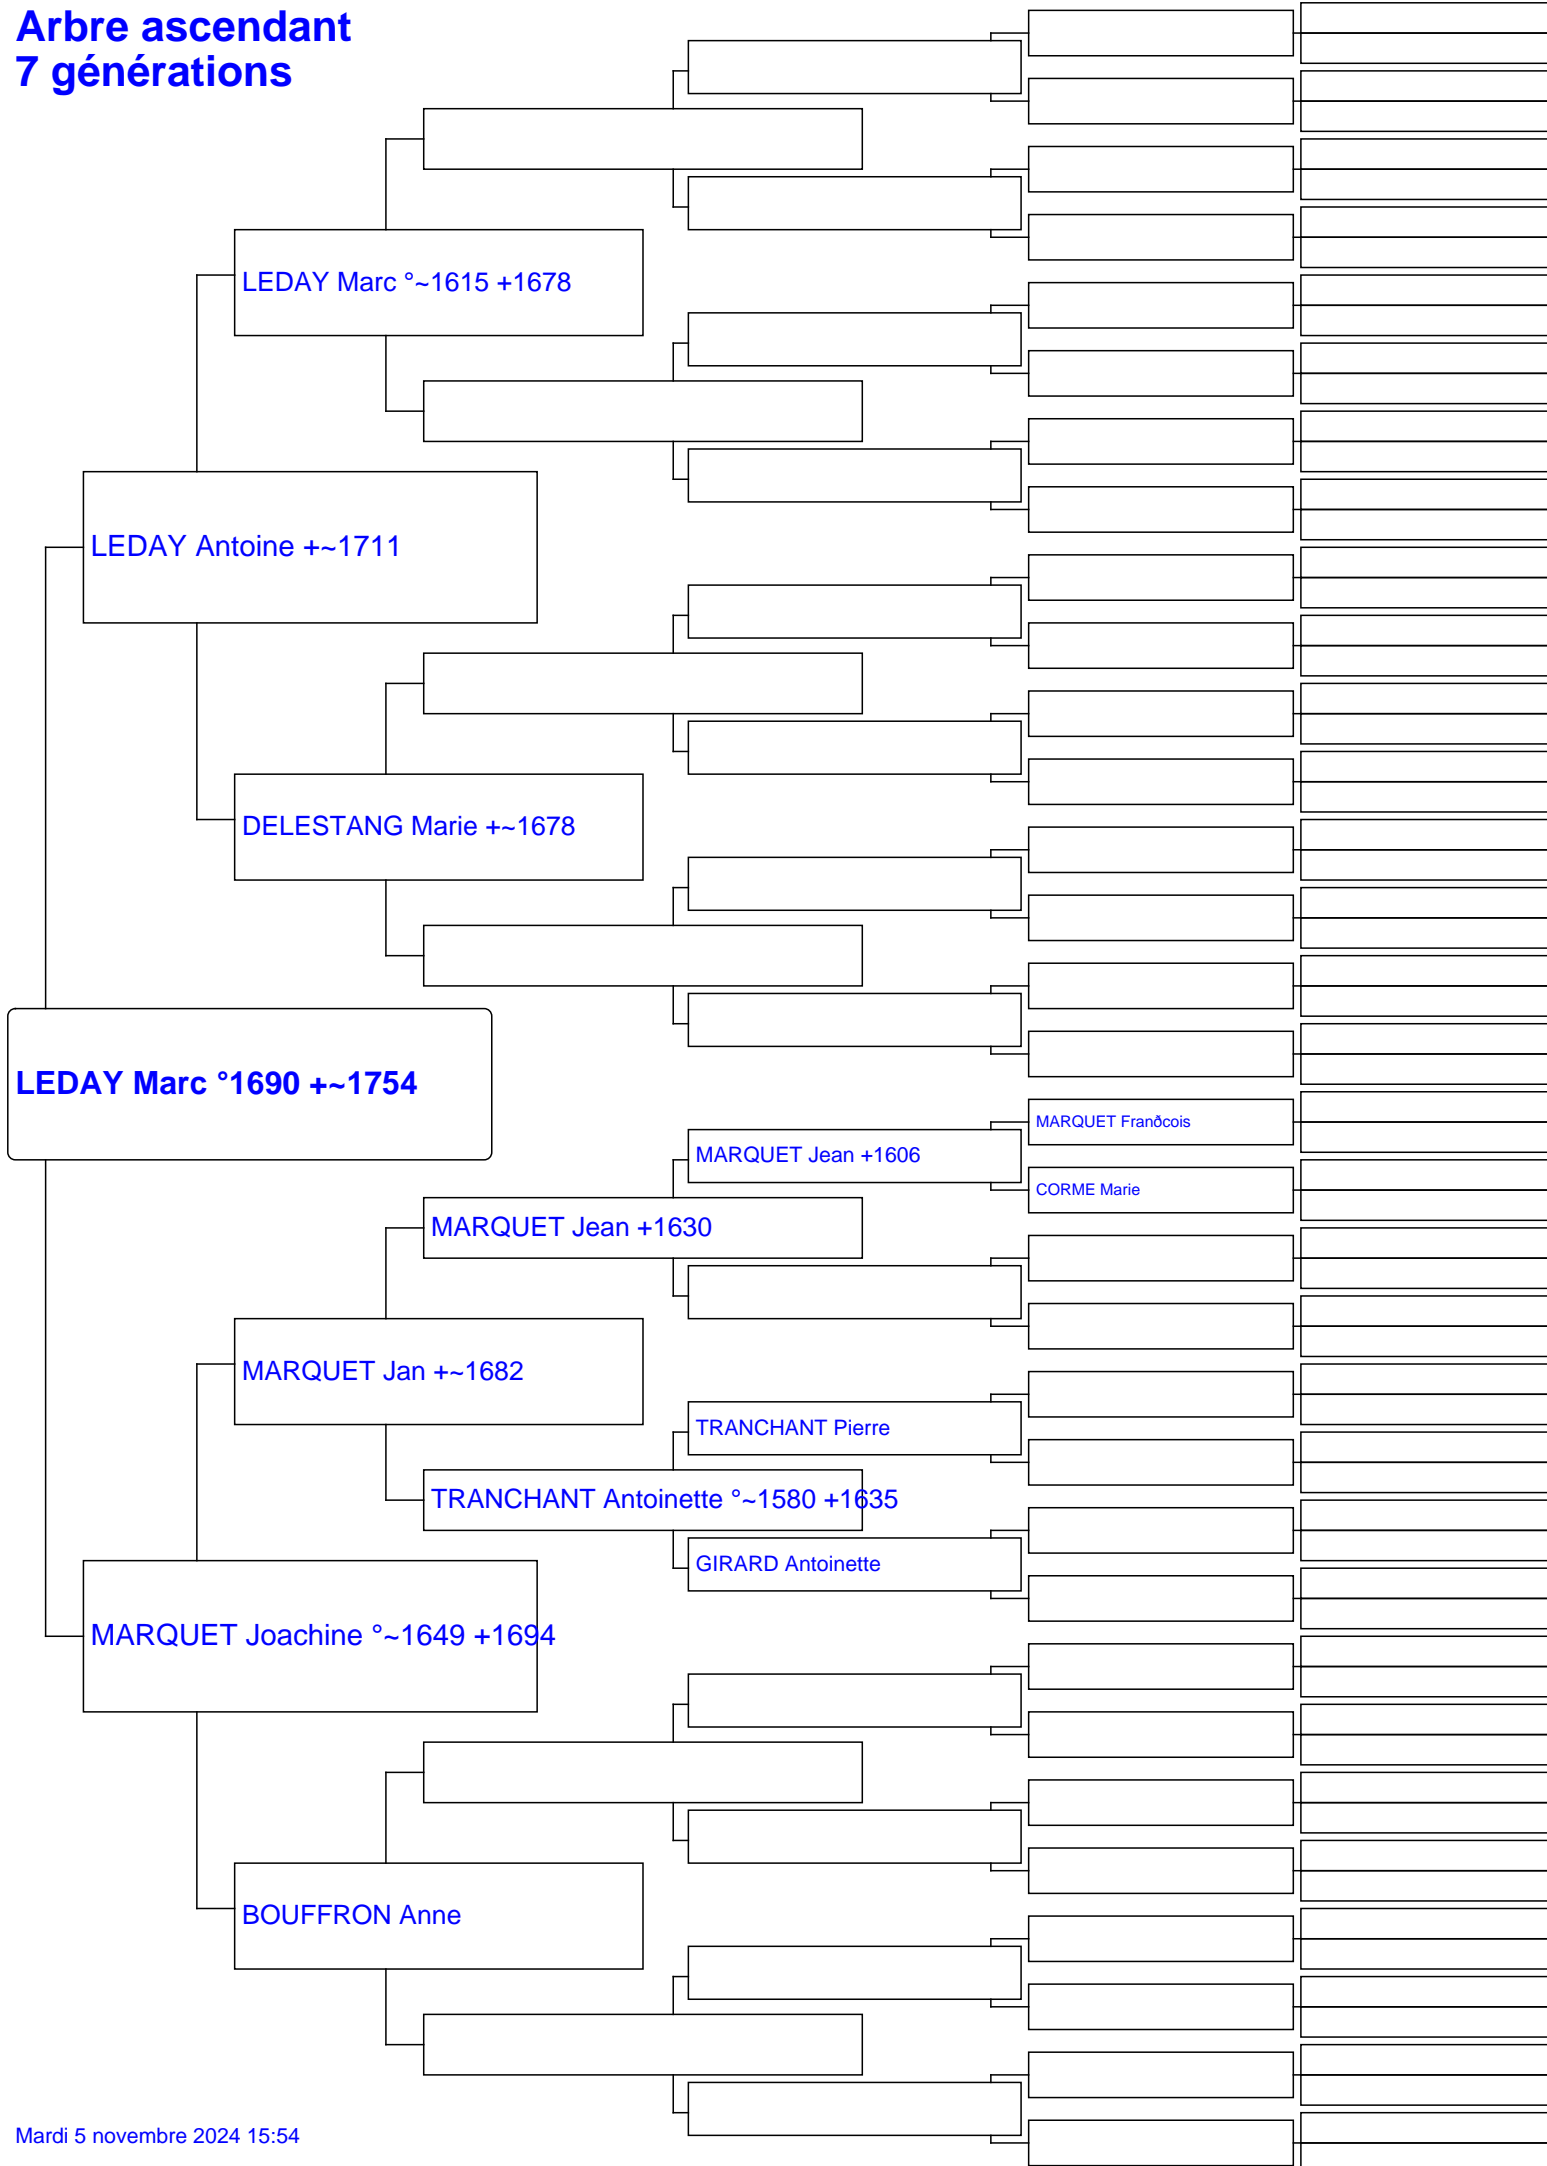 Arbre ascendant
7 générations
LEDAY Marc °~1615 +1678
LEDAY Antoine +~1711
DELESTANG Marie +~1678
LEDAY Marc °1690 +~1754
MARQUET Franðcois
MARQUET Jean +1606
CORME Marie
MARQUET Jean +1630
MARQUET Jan +~1682
TRANCHANT Pierre
TRANCHANT Antoinette °~1580 +1635
GIRARD Antoinette
MARQUET Joachine °~1649 +1694
BOUFFRON Anne
Mardi 5 novembre 2024 15:54